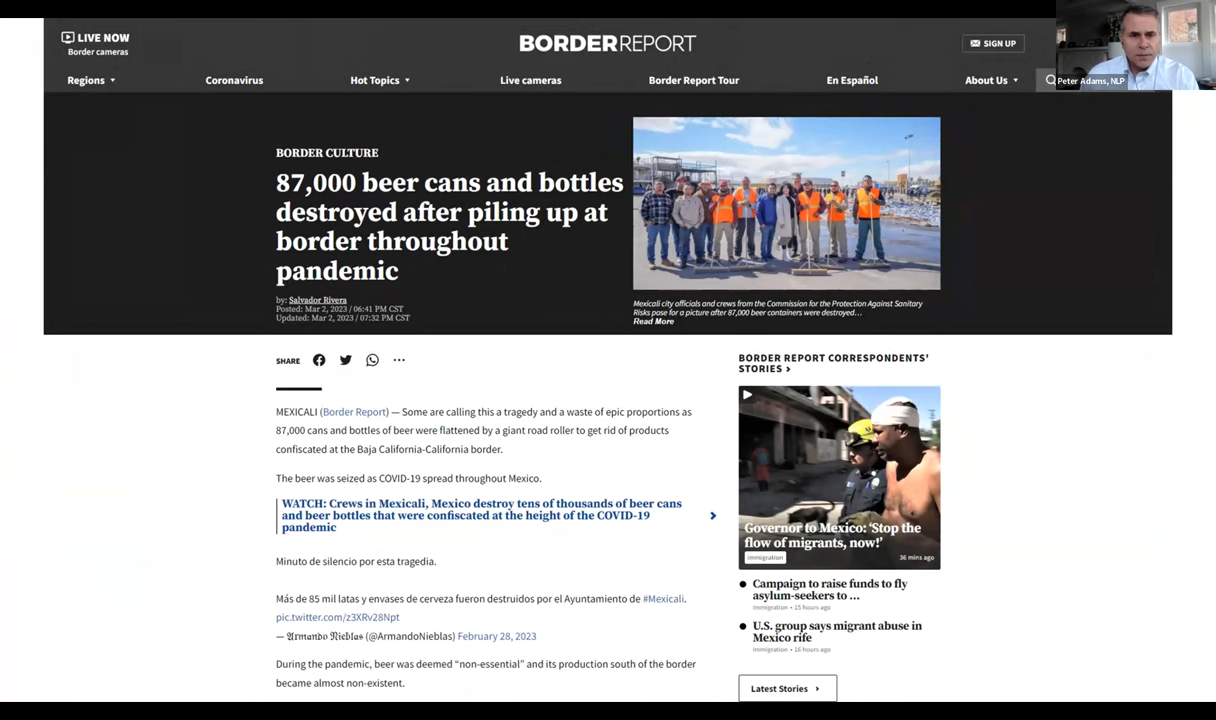 LIVE NOW
Border cameras
BORDERREPORT
SIGN UP
Peter Adams, NLP
Regions
Coronavirus
Hot Topics
Live cameras
Border Report Tour
En Español
About Us
BORDER CULTURE
87,000 beer cans and bottles
destroyed after piling up at
border throughout
pandemic
by: Salvador Rivera
Posted: Mar 2, 2023 / 06:41 PM CST
Updated: Mar 2, 2023 / 07:32 PM CST
Mexicali city officials and crews from the Commission for the Protection Against Sanitary
Risks pose for a picture after 87,000 beer containers were destroyed…
Read More
SHARE
MEXICALI (Border Report) — Some are calling this a tragedy and a waste of epic proportions as
87,000 cans and bottles of beer were flattened by a giant road roller to get rid of products
confiscated at the Baja California-California border.
The beer was seized as COVID-19 spread throughout Mexico.
WATCH: Crews in Mexicali, Mexico destroy tens of thousands of beer cans
and beer bottles that were confiscated at the height of the COVID-19
pandemic
Minuto de silencio por esta tragedia.
Más de 85 mil latas y envases de cerveza fueron destruidos por el Ayuntamiento de #Mexicali.
pic.twitter.com/z3XRv28Npt
— 𝕬𝖗𝖒𝖆𝖓𝖉𝖔 𝕹𝖎𝖊𝖇𝖑𝖆𝖘 (@ArmandoNieblas) February 28, 2023
During the pandemic, beer was deemed “non-essential” and its production south of the border
became almost non-existent.
BORDER REPORT CORRESPONDENTS'
STORIES
Governor to Mexico: ‘Stop the
flow of migrants, now!’
Immigration
36 mins ago
Campaign to raise funds to fly
asylum-seekers to …
Immigration • 15 hours ago
U.S. group says migrant abuse in
Mexico rife
Immigration • 16 hours ago
Latest Stories